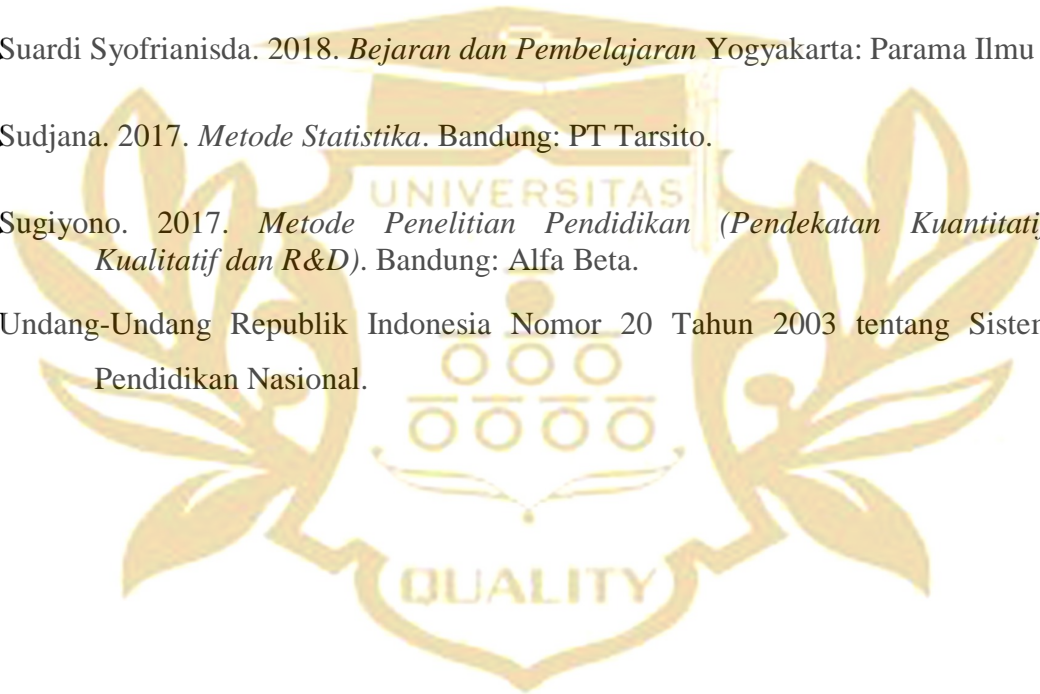 Suardi Syofrianisda. 2018. Bejaran dan Pembelajaran Yogyakarta: Parama Ilmu
Sudjana. 2017. Metode Statistika. Bandung: PT Tarsito.
UNIVERSITAS
Sugiyono. 2017. Metode Penelitian Pendidikan (Pendekatan Kuantitatif
Kualitatif dan R&D). Bandung: Alfa Beta.
Undang-Undang Republik Indonesia Nomor 20 Tahun 2003 tentang
Pendidikan Nasional.
QUALITY